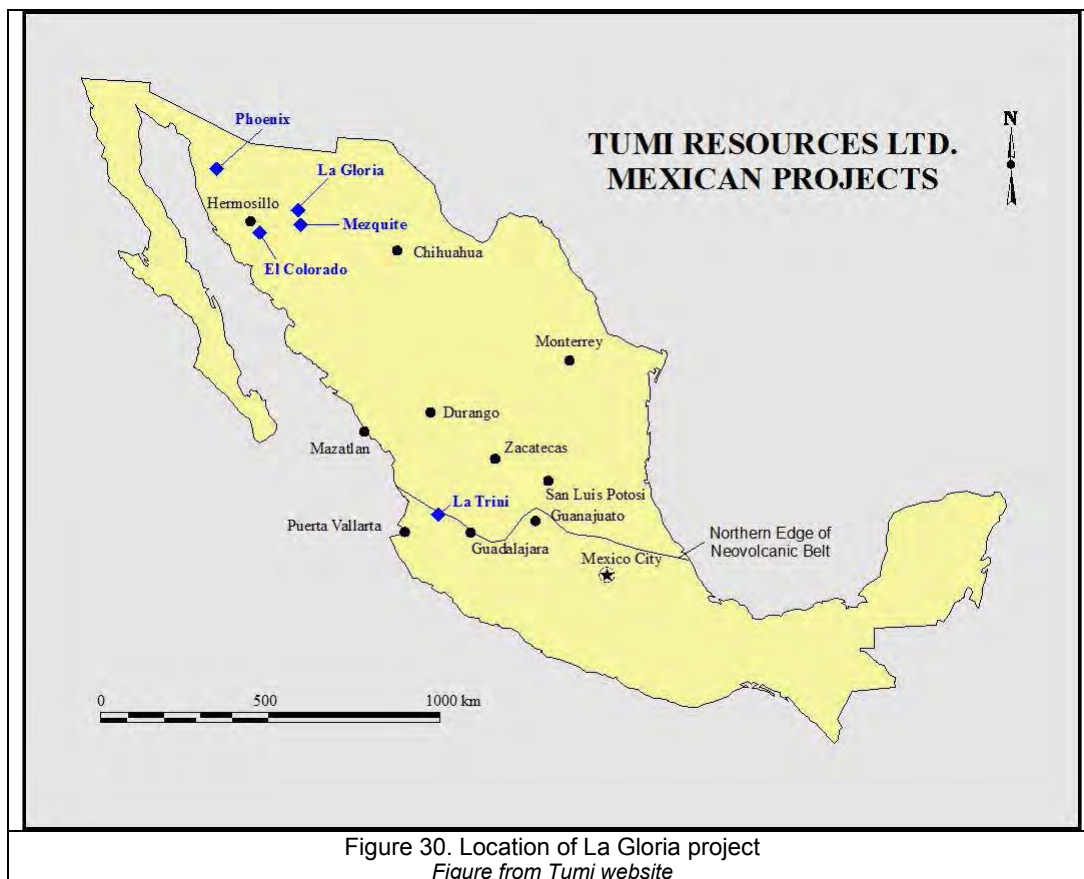 TUMI RESOURCES LTD.
MEXICAN PROJECTS
N
Phoenix
La Gloria
Hermosillo
Mezquite
El Colorado
Chihuahua
Monterrey
Durango
Mazatlan
Zacatecas
San Luis Potosi
La Trini
Guanajuato
Puerta Vallarta
Guadalajara
Northern Edge of
Neovolcanic Belt
Mexico City
0 500 1000 km
Figure 30. Location of La Gloria project
Figure from Tumi website